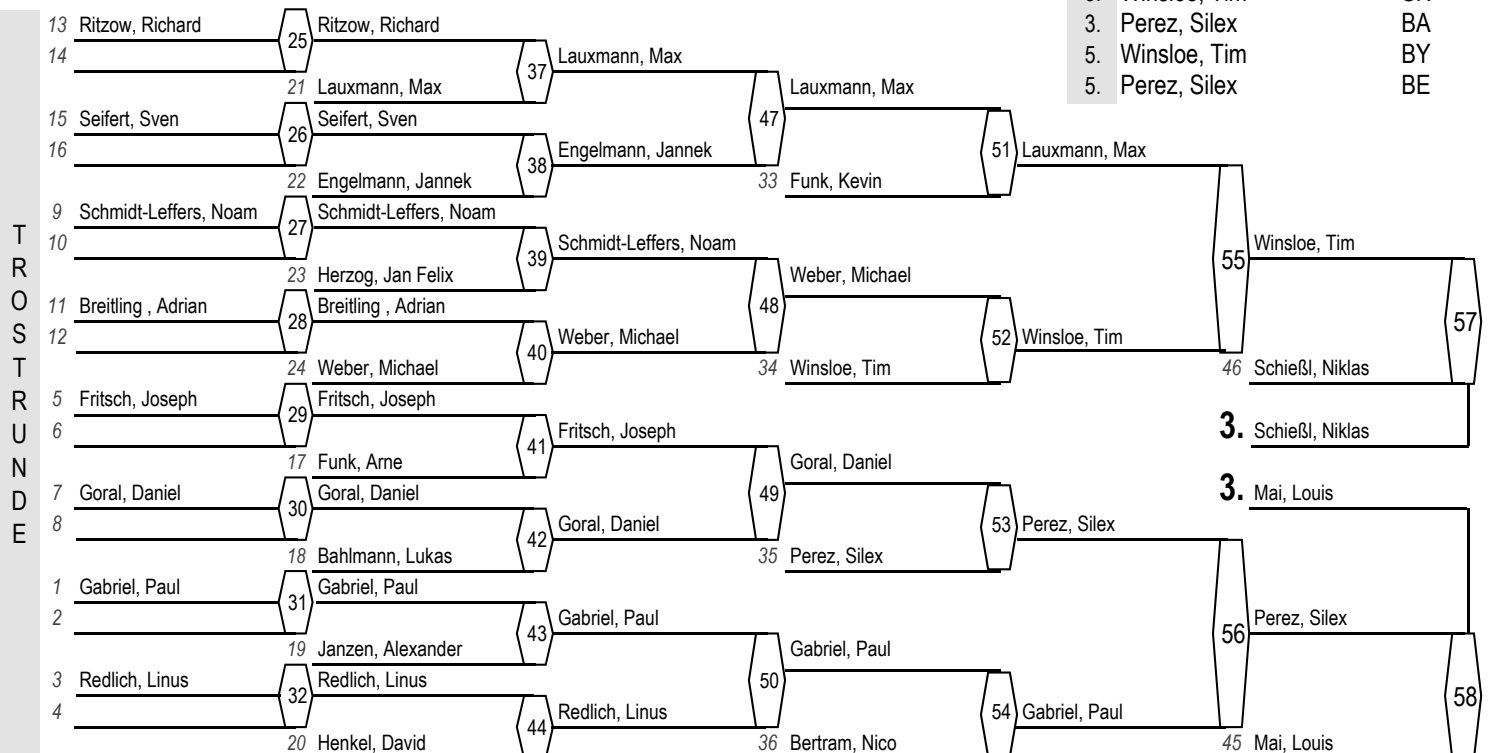 3. Perez, Silex BA
5. Winsloe, Tim BY
5. Perez, Silex BE
TROSTRUNDE
13 Ritzow, Richard 25 Ritzow, Richard
14 37 Lauxmann, Max
21 Lauxmann, Max 47 Lauxmann, Max
15 Seifert, Sven 26 Seifert, Sven
16 38 Engelmann, Jannek 51 Lauxmann, Max
22 Engelmann, Jannek 33 Funk, Kevin
9 Schmidt-Leffers, Noam 27 Schmidt-Leffers, Noam
10 39 Schmidt-Leffers, Noam 55 Winsloe, Tim
23 Herzog, Jan Felix Weber, Michael
11 Breitling , Adrian 28 Breitling , Adrian 48 57
12 40 Weber, Michael 52 Winsloe, Tim
24 Weber, Michael 34 Winsloe, Tim 46 Schießl, Niklas
5 Fritsch, Joseph 29 Fritsch, Joseph
6 41 Fritsch, Joseph 3. Schießl, Niklas
17 Funk, Arne Goral, Daniel
7 Goral, Daniel 30 Goral, Daniel 49 3. Mai, Louis
8 42 Goral, Daniel 53 Perez, Silex
18 Bahlmann, Lukas 35 Perez, Silex
1 Gabriel, Paul 31 Gabriel, Paul
2 43 Gabriel, Paul 56 Perez, Silex
19 Janzen, Alexander Gabriel, Paul
3 Redlich, Linus 32 Redlich, Linus 50 58
4 44 Redlich, Linus 54 Gabriel, Paul
20 Henkel, David 36 Bertram, Nico 45 Mai, Louis